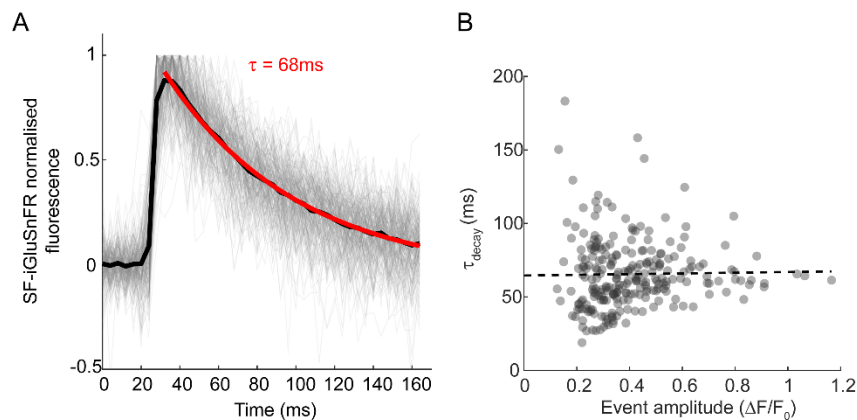 A
1
0.5
0
-0.5
SF-iGluSnFR normalised
fluorescence
τ = 68ms
0 20 40 60 80 100 120 140 160
Time (ms)
B
200
150
100
50
0
τdecay (ms)
0 0.2 0.4 0.6 0.8 1 1.2
Event amplitude (ΔF/F0)